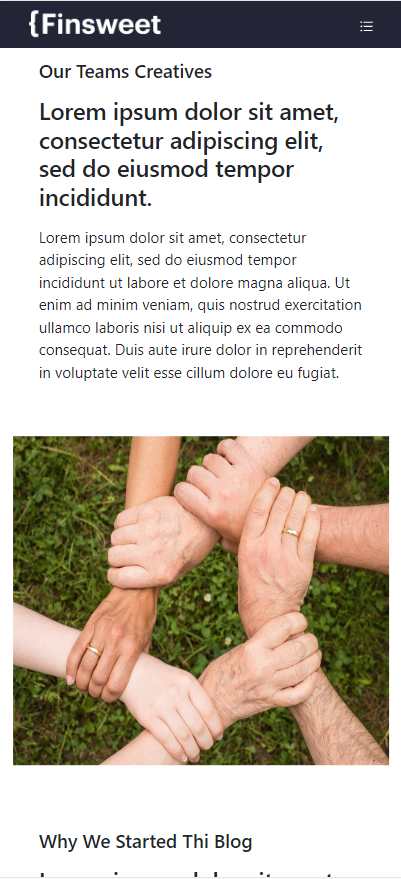 {Finsweet
Our Teams Creatives
Lorem ipsum dolor sit amet,
consectetur adipiscing elit,
sed do eiusmod tempor
incididunt.
Lorem ipsum dolor sit amet, consectetur
adipiscing elit, sed do eiusmod tempor
incididunt ut labore et dolore magna aliqua. Ut
enim ad minim veniam, quis nostrud exercitation
ullamco laboris nisi ut aliquip ex ea commodo
consequat. Duis aute irure dolor in reprehenderit
in voluptate velit esse cillum dolore eu fugiat.
Why We Started Thi Blog